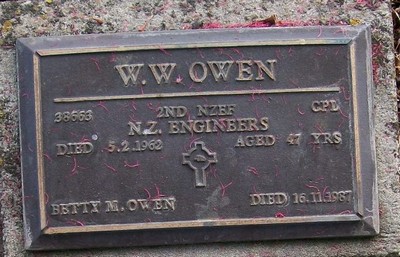 W.W. OWEN
38663 2ND NZEF CPL
N.Z. ENGINEERS
DIED 5.2.1962 AGED 47 YRS
BETTY M. OWEN DIED 16.11.1987